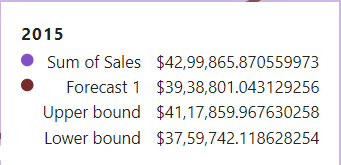 2015
Sum of Sales $42,99,865.870559973
Forecast 1 $39,38,801.043129256
Upper bound $41,17,859.967630258
Lower bound $37,59,742.118628254